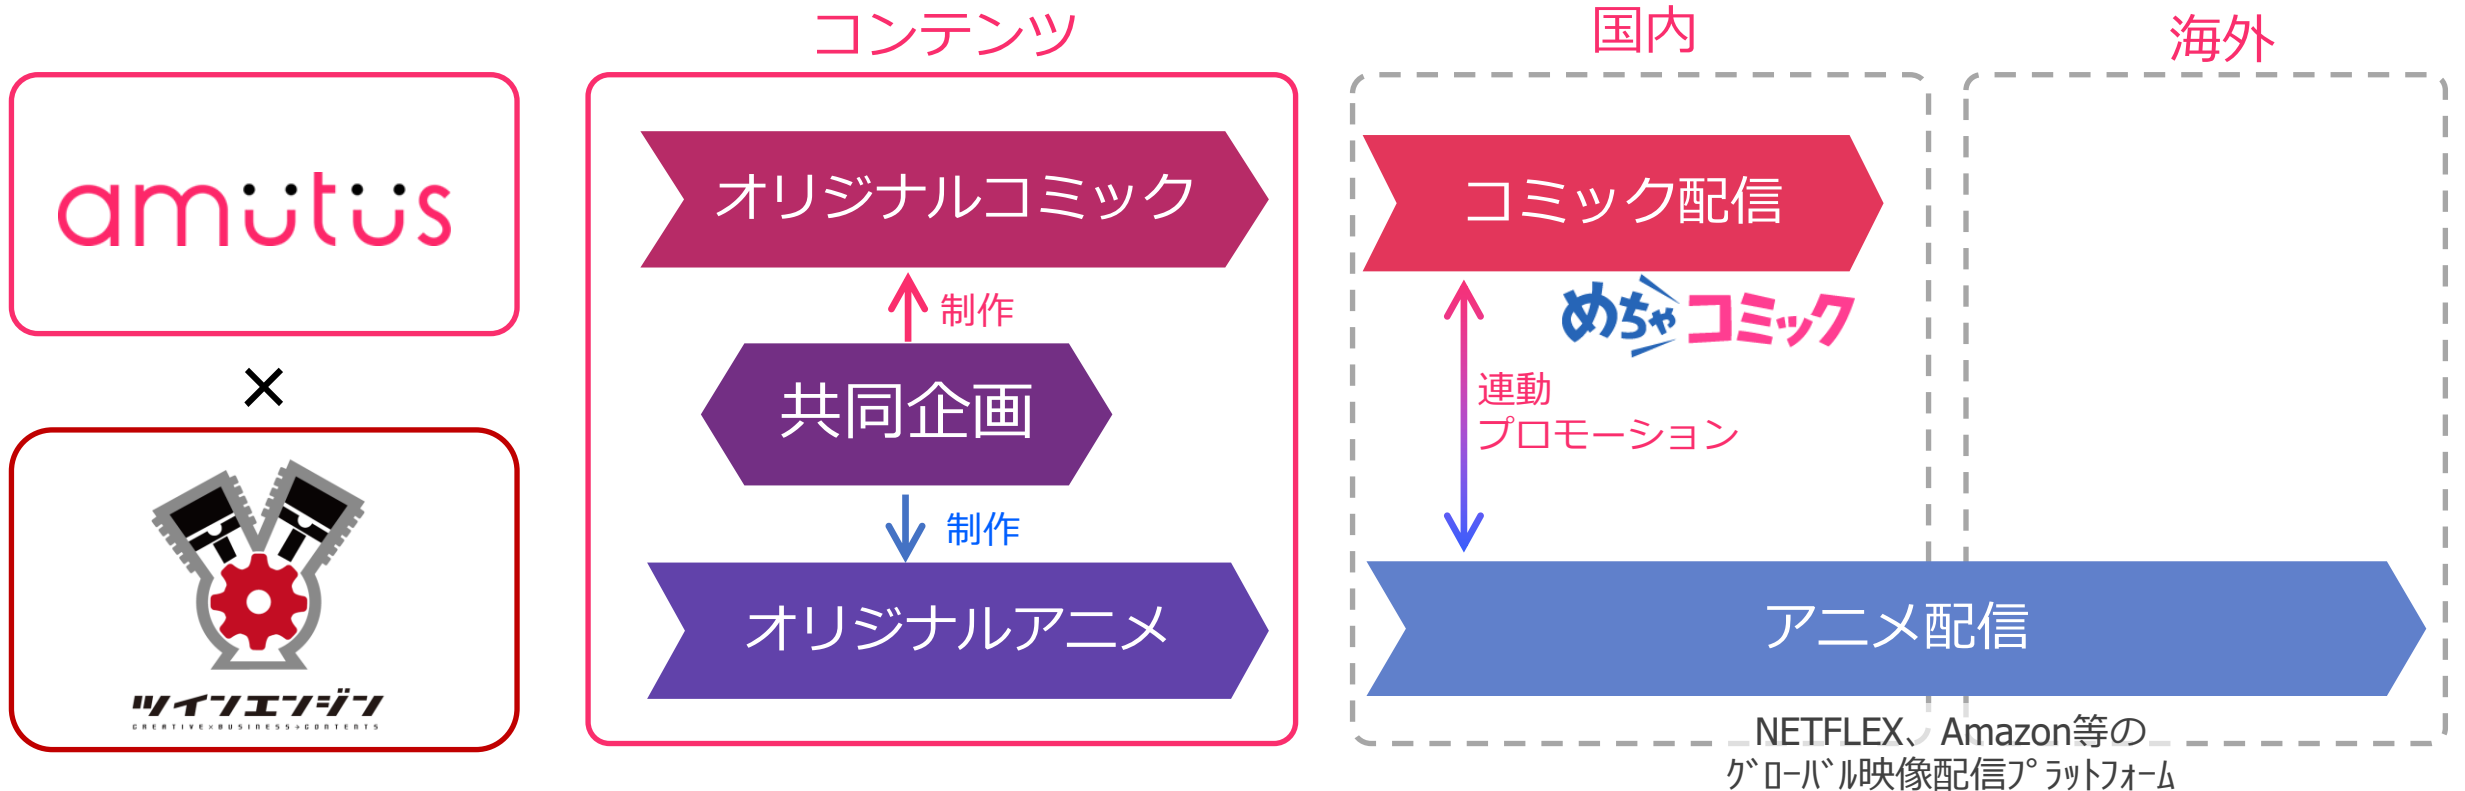 コンテンツ
国内
海外
amütüs
×
ツインエンジン
CREATIVE×BUSINESS→CONTENTS
オリジナルコミック
制作
共同企画
制作
オリジナルアニメ
コミック配信
めちゃコミック
連動
プロモーション
アニメ配信
NETFLEX、Amazon等の
ｸﾞﾛｰﾊﾞﾙ映像配信ﾌﾟﾗｯﾄﾌｫｰﾑ